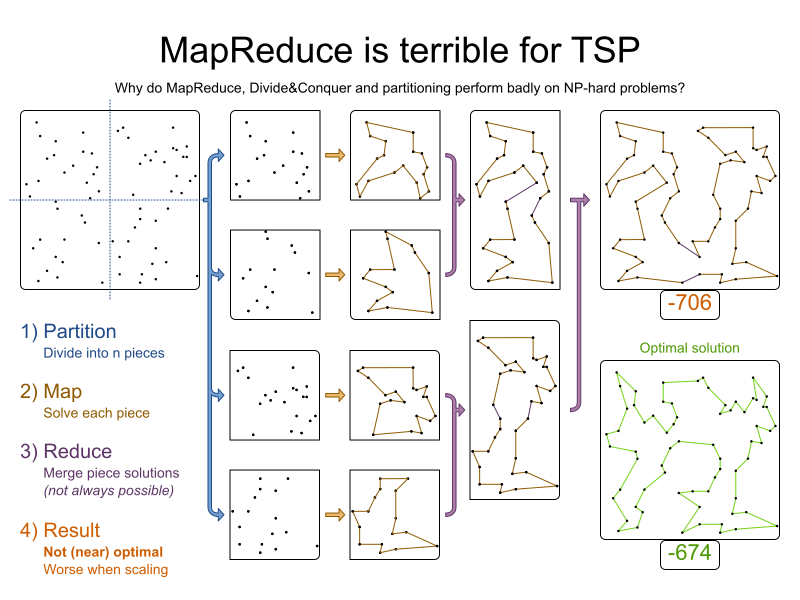 MapReduce is terrible for TSP
Why do MapReduce, Divide&Conquer and partitioning perform badly on NP-hard problems?
1) Partition
Divide into n pieces
2) Map
Solve each piece
3) Reduce
Merge piece solutions
(not always possible)
4) Result
Not (near) optimal
Worse when scaling
-706
Optimal solution
-674